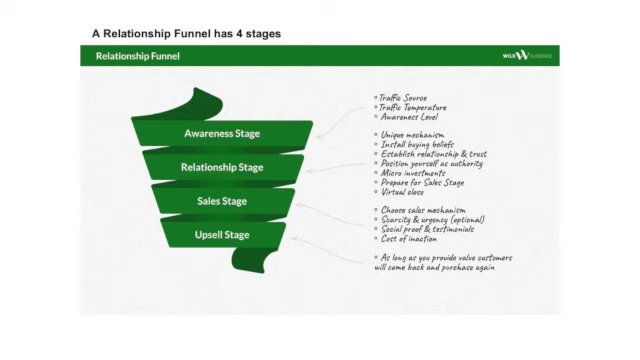 A Relationship Funnel has 4 stages
Relationship Funnel
WILD AUDIENCE
Awareness Stage
Relationship Stage
Sales Stage
Upsell Stage
Traffic Source
Traffic Temperature
Awareness Level
Unique mechanism
Install buying beliefs
Establish relationship & trust
Position yourself as authority
Micro investments
Prepare for Sales Stage
Virtual close
Choose sales mechanism
Scarcity & urgency (optional)
Social proof & testimonials
Cost of inaction
As long as you provide valve customers
will come back and purchase again